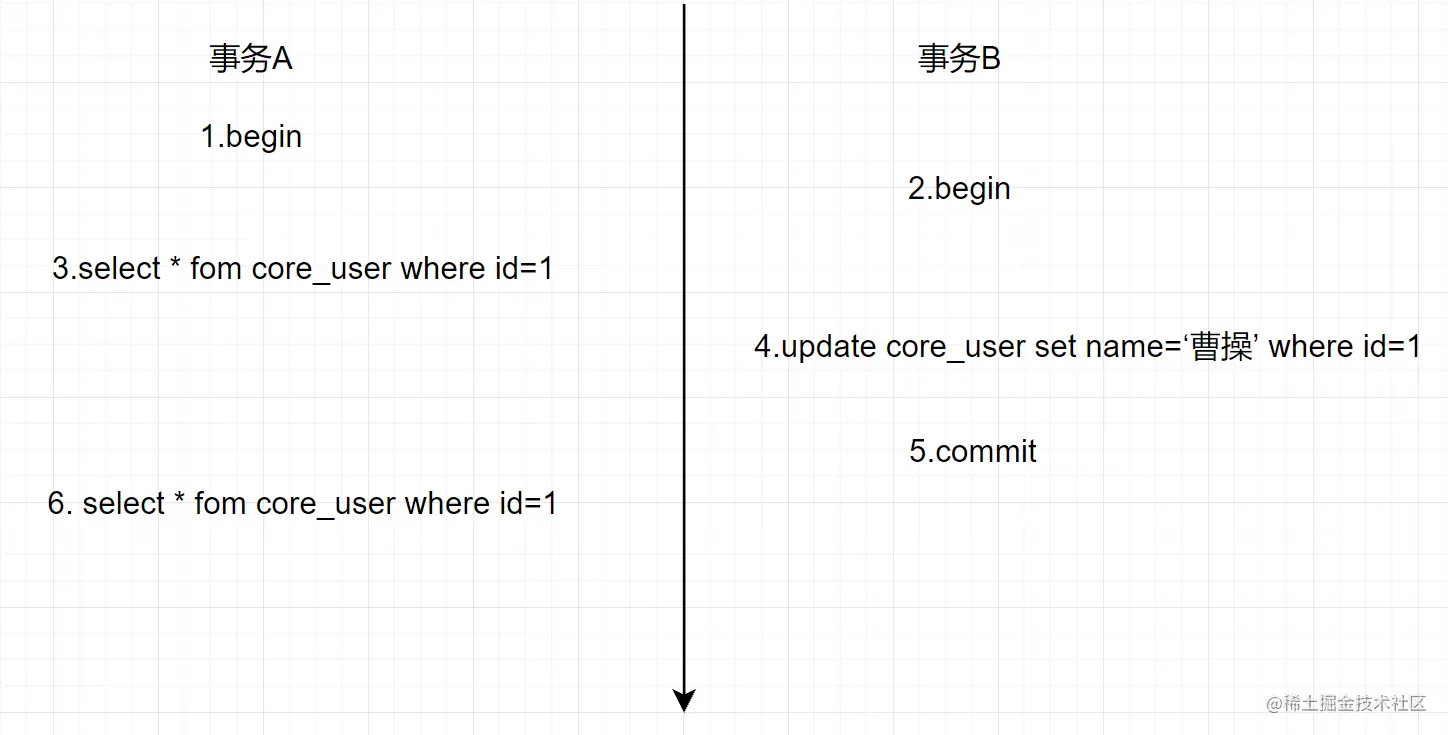 事务A
事务B
1.begin
2.begin
3.select * fom core_user where id=1
4.update core_user set name=‘曹操’ where id=1
5.commit
6. select * fom core_user where id=1
@稀土掘金技术社区